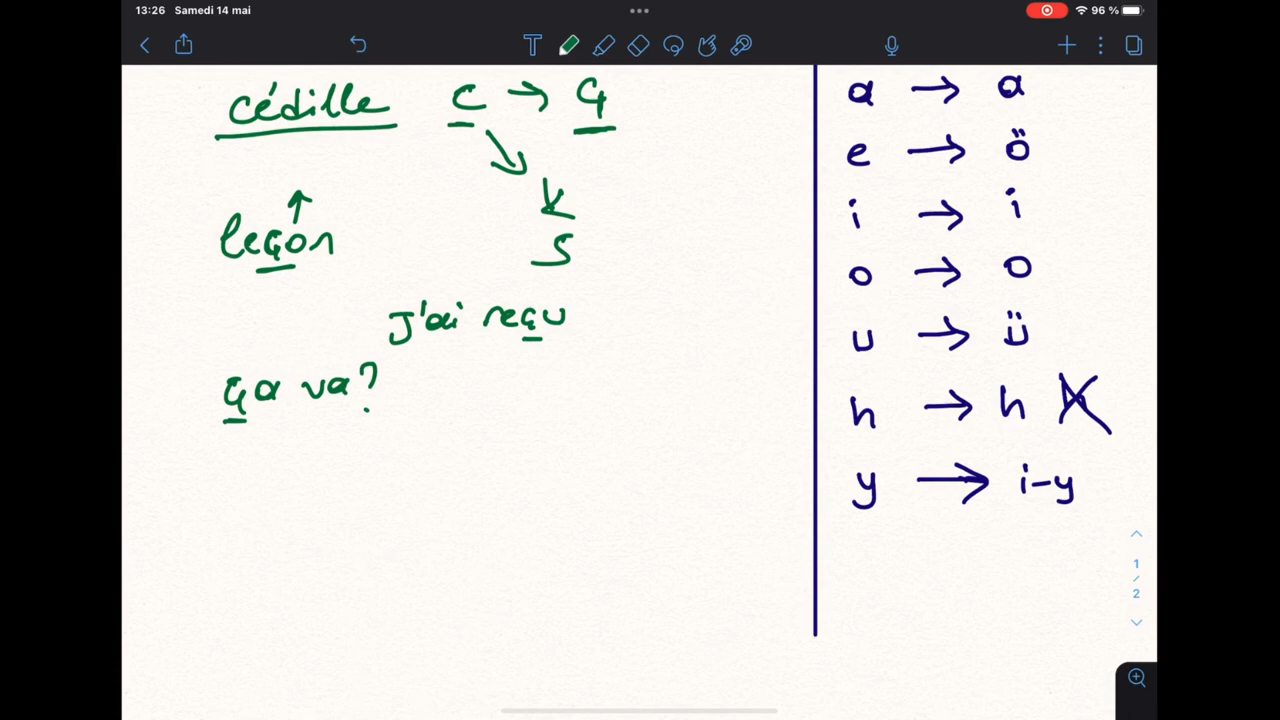 13:26 Samedi 14 mai
96 %
cédille c → ç
k
leçon s
J'ai reçu
ça va?
a → a
e → ö
i → i
o → o
u → ü
h → h
y → i-y
1
/
2